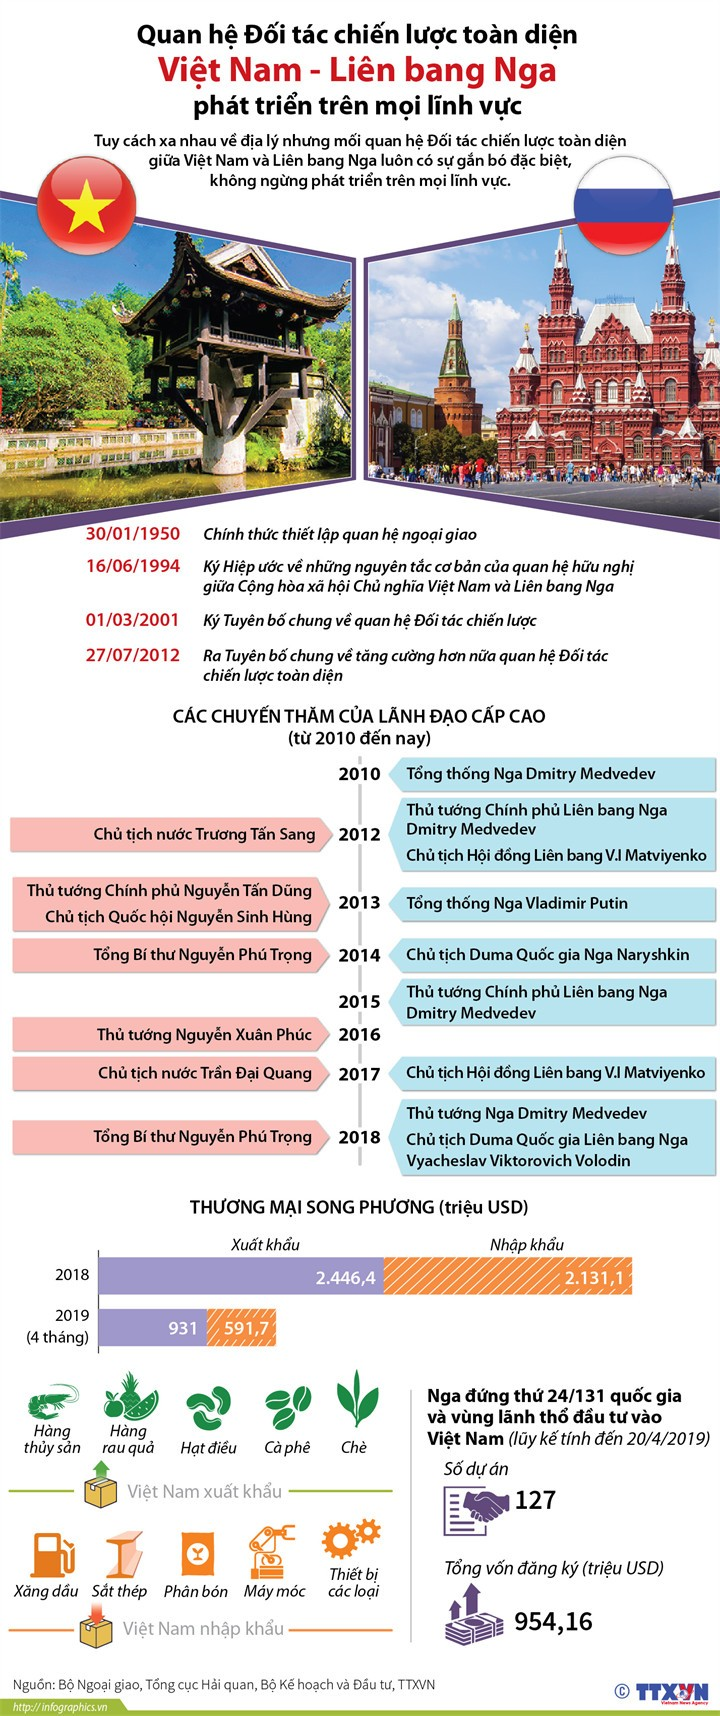 Quan hệ Đối tác chiến lược toàn diện
Việt Nam - Liên bang Nga
phát triển trên mọi lĩnh vực
Tuy cách xa nhau về địa lý nhưng mối quan hệ Đối tác chiến lược toàn diện
giữa Việt Nam và Liên bang Nga luôn có sự gắn bó đặc biệt,
không ngừng phát triển trên mọi lĩnh vực.
30/01/1950 Chính thức thiết lập quan hệ ngoại giao
16/06/1994 Ký Hiệp ước về những nguyên tắc cơ bản của quan hệ hữu nghị
giữa Cộng hòa xã hội Chủ nghĩa Việt Nam và Liên bang Nga
01/03/2001 Ký Tuyên bố chung về quan hệ Đối tác chiến lược
27/07/2012 Ra Tuyên bố chung về tăng cường hơn nữa quan hệ Đối tác
chiến lược toàn diện
CÁC CHUYẾN THĂM CỦA LÃNH ĐẠO CẤP CAO
(từ 2010 đến nay)
2010 Tổng thống Nga Dmitry Medvedev
Chủ tịch nước Trương Tấn Sang 2012
Thủ tướng Chính phủ Liên bang Nga
Dmitry Medvedev
Chủ tịch Hội đồng Liên bang V.I Matviyenko
Thủ tướng Chính phủ Nguyễn Tấn Dũng
Chủ tịch Quốc hội Nguyễn Sinh Hùng
2013 Tổng thống Nga Vladimir Putin
Tổng Bí thư Nguyễn Phú Trọng 2014 Chủ tịch Duma Quốc gia Nga Naryshkin
2015 Thủ tướng Chính phủ Liên bang Nga
Dmitry Medvedev
Thủ tướng Nguyễn Xuân Phúc 2016
Chủ tịch nước Trần Đại Quang 2017 Chủ tịch Hội đồng Liên bang V.I Matviyenko
Tổng Bí thư Nguyễn Phú Trọng 2018
Thủ tướng Nga Dmitry Medvedev
Chủ tịch Duma Quốc gia Liên bang Nga
Vyacheslav Viktorovich Volodin
THƯƠNG MẠI SONG PHƯƠNG (triệu USD)
Xuất khẩu Nhập khẩu
2018 2.446,4 2.131,1
2019
(4 tháng)
931 591,7
Hàng
thủy sản
Hàng
rau quả
Hạt điều
Cà phê
Chè
Việt Nam xuất khẩu
Xăng dầu
Sắt thép
Phân bón
Máy móc
Thiết bị
các loại
Việt Nam nhập khẩu
Nga đứng thứ 24/131 quốc gia
và vùng lãnh thổ đầu tư vào
Việt Nam (lũy kế tính đến 20/4/2019)
Số dự án
127
Tổng vốn đăng ký (triệu USD)
954,16
Nguồn: Bộ Ngoại giao, Tổng cục Hải quan, Bộ Kế hoạch và Đầu tư, TTXVN
© TTXVN
Vietnam News Agency
http://infographics.vn